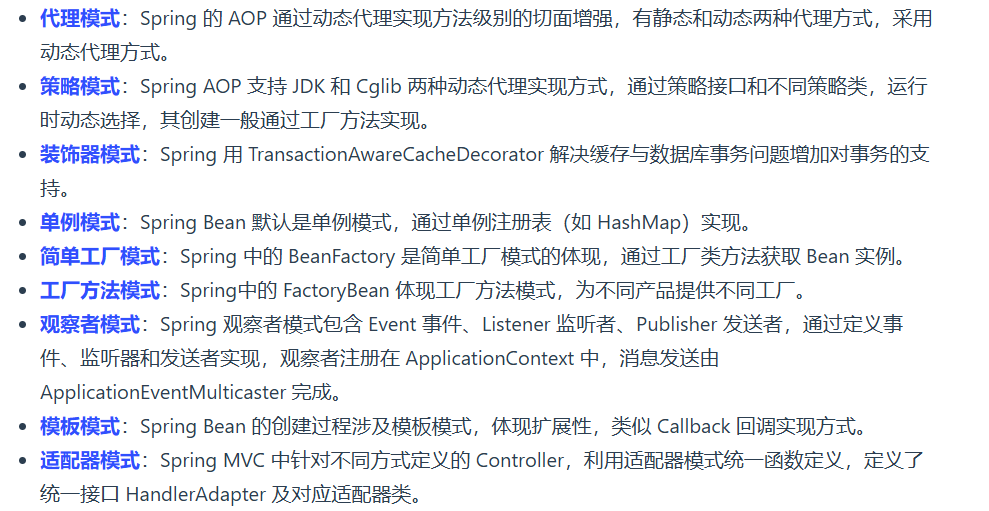 代理模式：Spring 的 AOP 通过动态代理实现方法级别的切面增强，有静态和动态两种代理方式，采用
动态代理方式。
策略模式：Spring AOP 支持 JDK 和 Cglib 两种动态代理实现方式，通过策略接口和不同策略类，运行
时动态选择，其创建一般通过工厂方法实现。
装饰器模式：Spring 用 TransactionAwareCacheDecorator 解决缓存与数据库事务问题增加对事务的支
持。
单例模式：Spring Bean 默认是单例模式，通过单例注册表（如 HashMap）实现。
简单工厂模式：Spring 中的 BeanFactory 是简单工厂模式的体现，通过工厂类方法获取 Bean 实例。
工厂方法模式：Spring中的 FactoryBean 体现工厂方法模式，为不同产品提供不同工厂。
观察者模式：Spring 观察者模式包含 Event 事件、Listener 监听者、Publisher 发送者，通过定义事
件、监听器和发送者实现，观察者注册在 ApplicationContext 中，消息发送由
ApplicationEventMulticaster 完成。
模板模式：Spring Bean 的创建过程涉及模板模式，体现扩展性，类似 Callback 回调实现方式。
适配器模式：Spring MVC 中针对不同方式定义的 Controller，利用适配器模式统一函数定义，定义了
统一接口 HandlerAdapter 及对应适配器类。